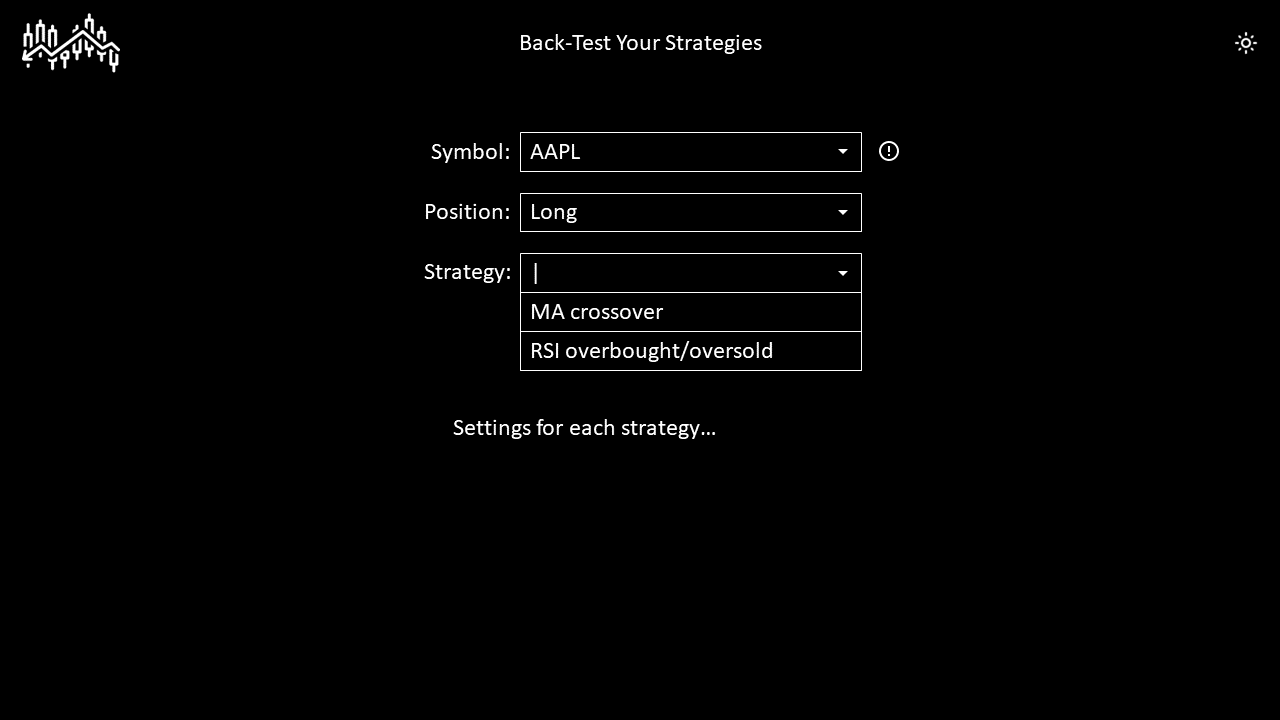 Back-Test Your Strategies
Symbol: AAPL
Position: Long
Strategy: |
MA crossover
RSI overbought/oversold
Settings for each strategy...